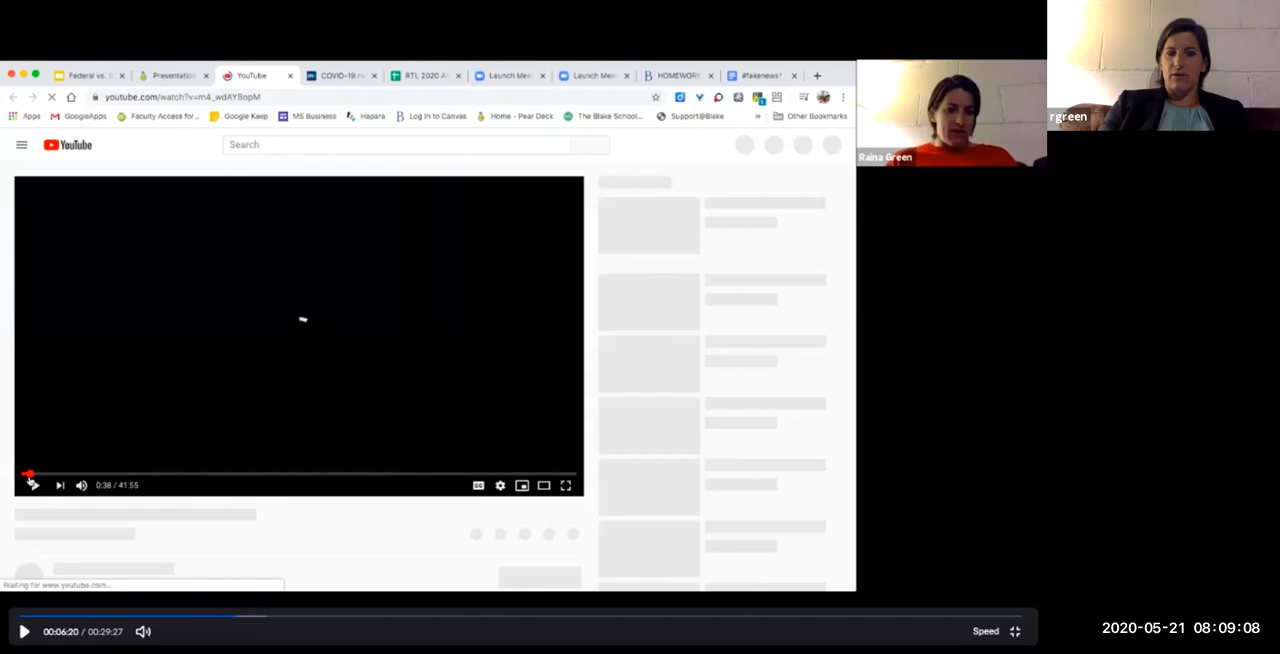 rgreen
Federal vs. S
Presentation
YouTube
COVID-19 n
RTL 2020 A
Launch Mee
Launch Mee
HOMEWORK
#fakenews?
youtube.com/watch?v=m4_wdAY8opM
Apps
GoogleApps
Faculty Access for...
Google Keep
MS Business
Hapara
Log In to Canvas
Home - Pear Deck
The Blake School...
Support@Blake
»
Other Bookmarks
YouTube
Search
Raina Green
0:38 / 41:55
Waiting for www.youtube.com...
00:06:20 / 00:29:27
Speed
2020-05-21 08:09:08